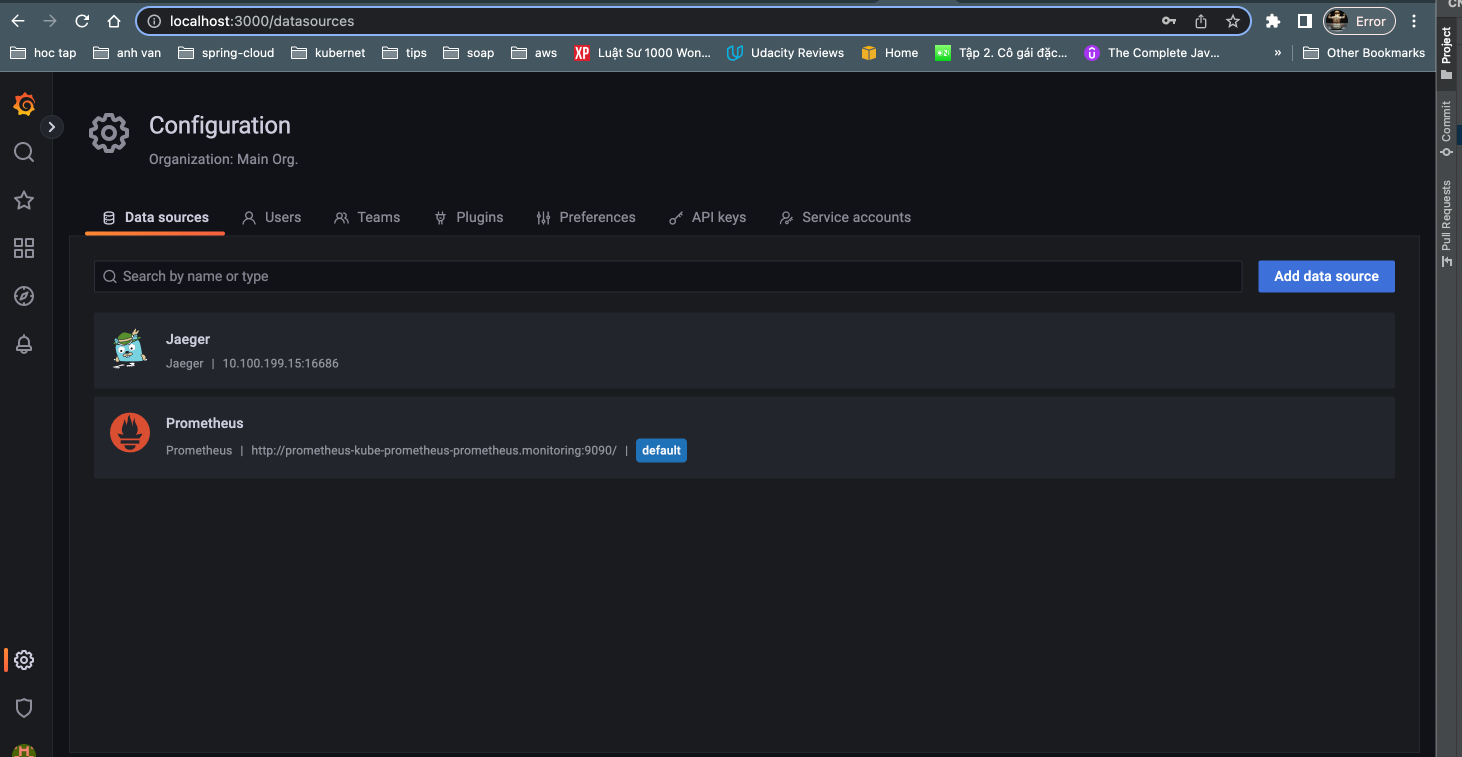 localhost:3000/datasources
Error
hoc tap
anh van
spring-cloud
kubernet
tips
soap
aws
XP Luật Sư 1000 Won...
Udacity Reviews
Home
Tập 2. Cô gái đặc...
The Complete Jav...
»
Other Bookmarks
Project
Commit
Pull Requests
Configuration
Organization: Main Org.
Data sources
Users
Teams
Plugins
Preferences
API keys
Service accounts
Search by name or type
Add data source
Jaeger
Jaeger | 10.100.199.15:16686
Prometheus
Prometheus | http://prometheus-kube-prometheus-prometheus.monitoring:9090/ | default